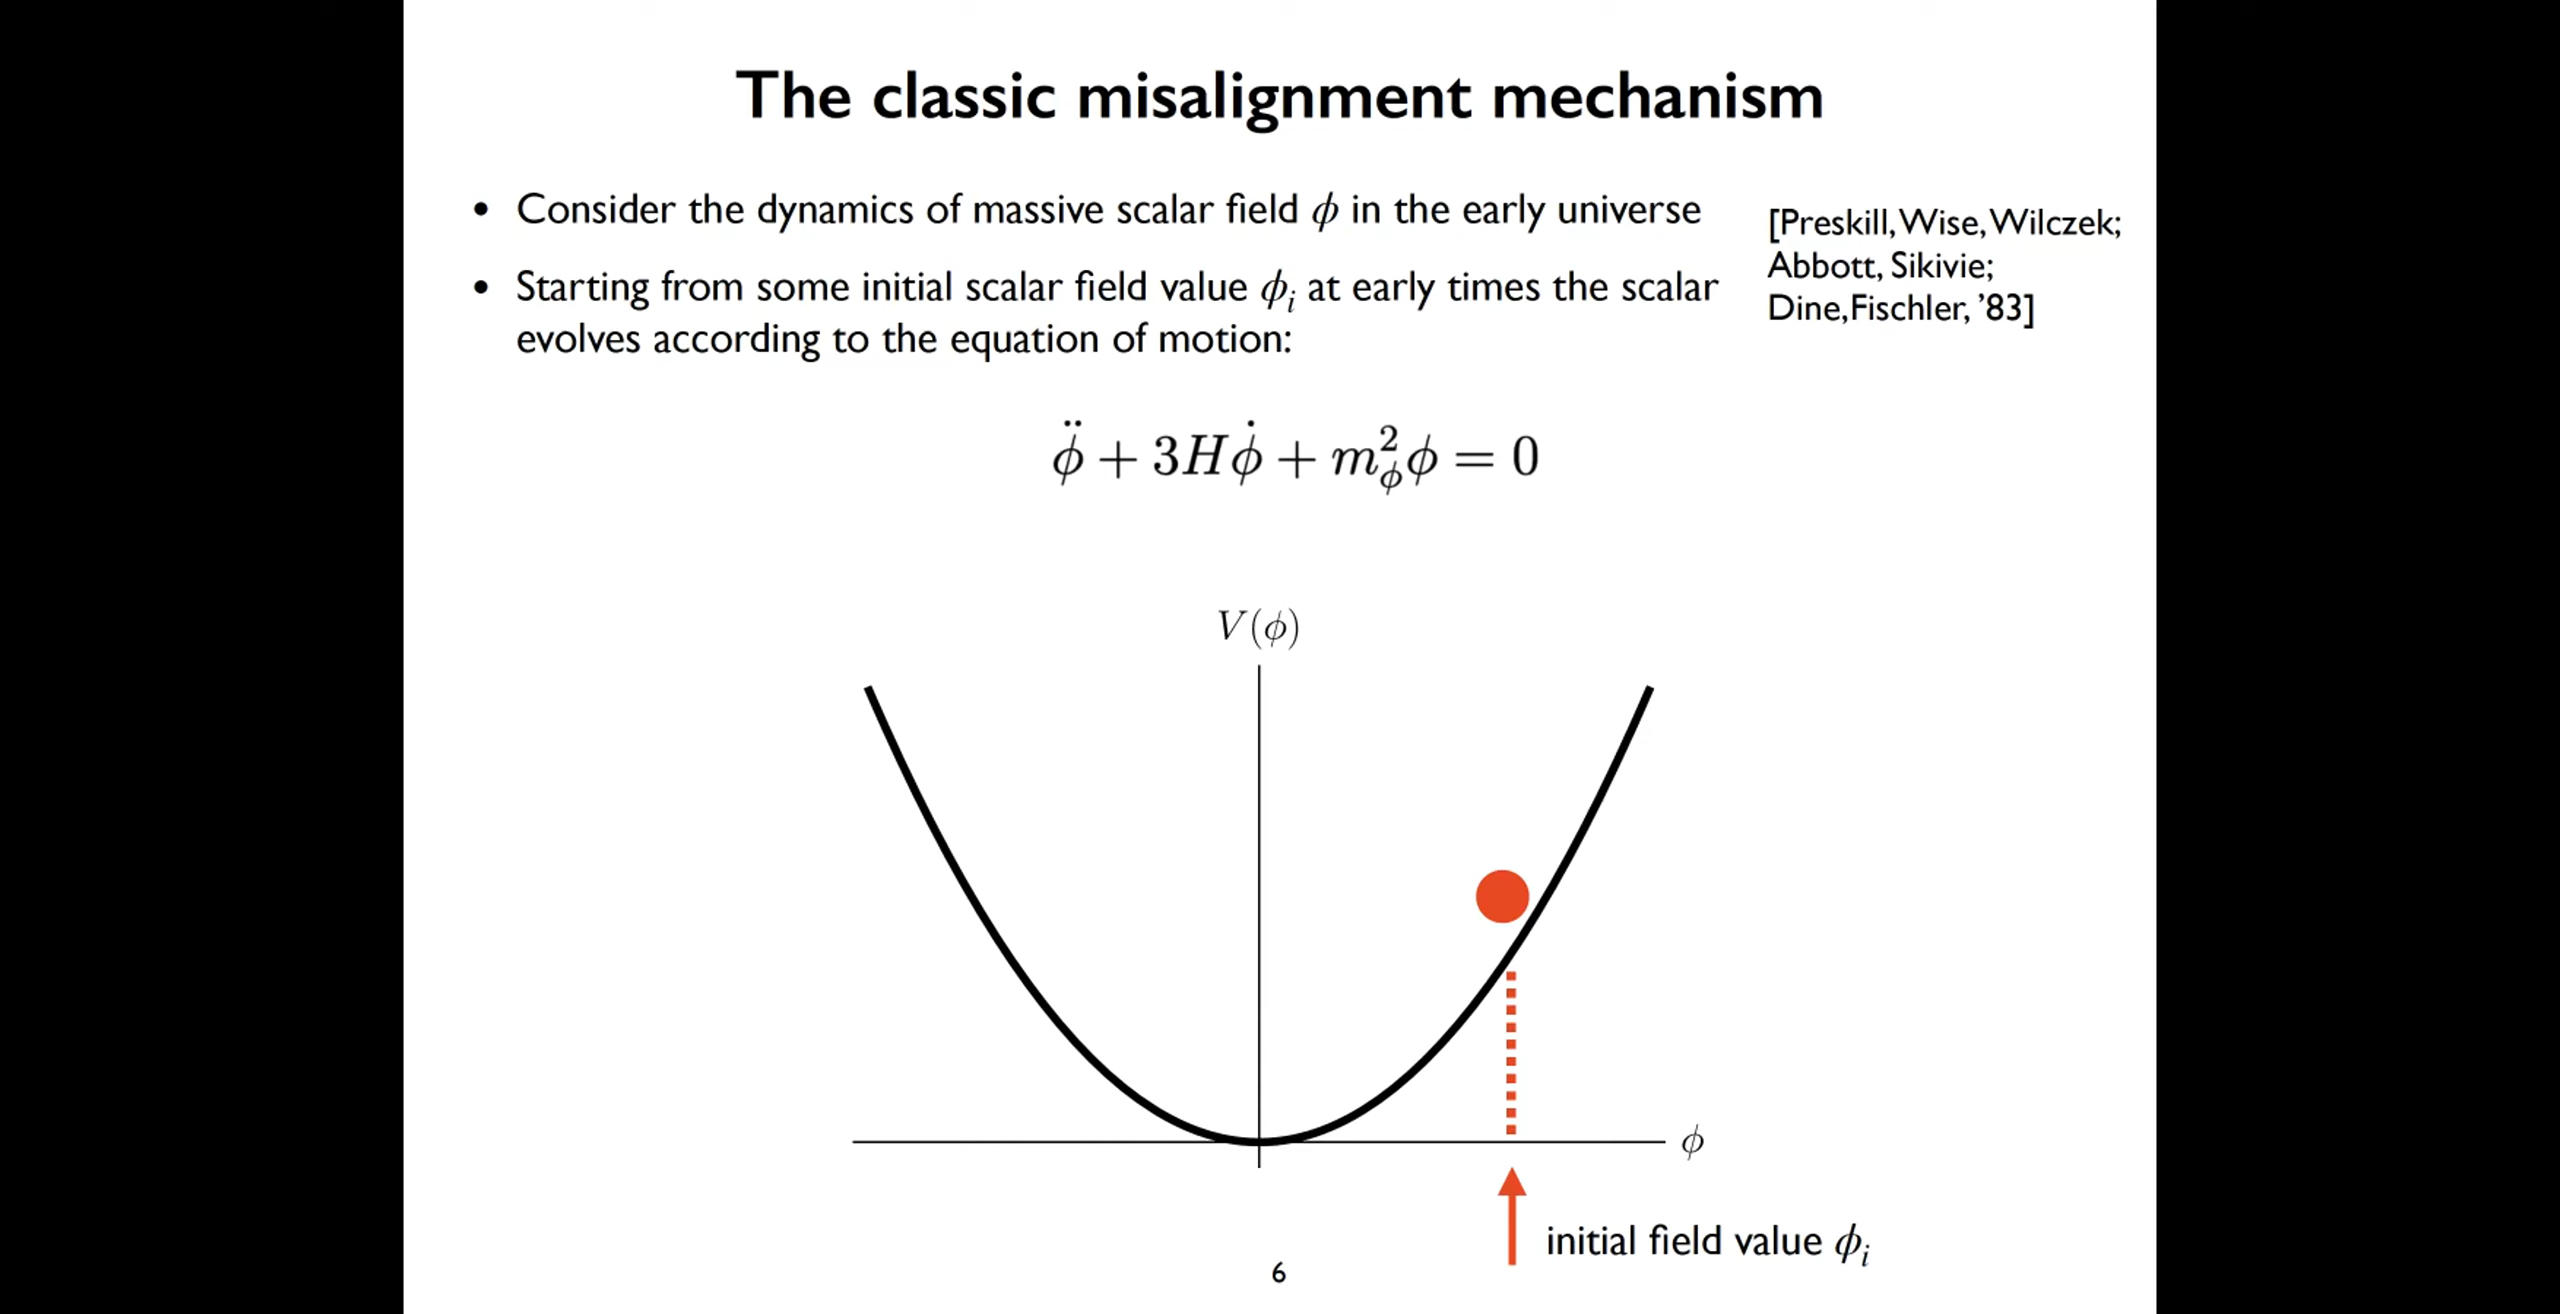 The classic misalignment mechanism
• Consider the dynamics of massive scalar field ϕ in the early universe
[Preskill, Wise, Wilczek;
Abbott, Sikivie;
Dine,Fischler, ’83]
• Starting from some initial scalar field value ϕᵢ at early times the scalar
evolves according to the equation of motion:
ϕ̈ + 3Hϕ̇ + m²_ϕ ϕ = 0
V(ϕ)
ϕ
initial field value ϕᵢ
6